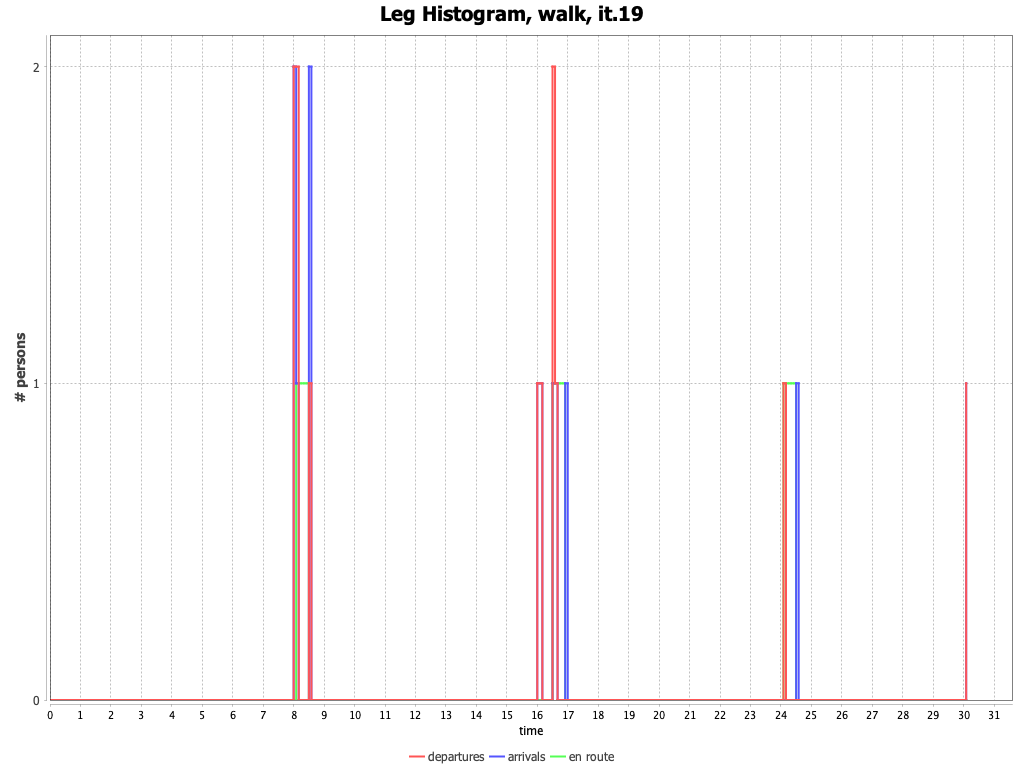 Leg Histogram, walk, it.19
# persons
2
1
0
0 1 2 3 4 5 6 7 8 9 10 11 12 13 14 15 16 17 18 19 20 21 22 23 24 25 26 27 28 29 30 31
time
departures arrivals en route